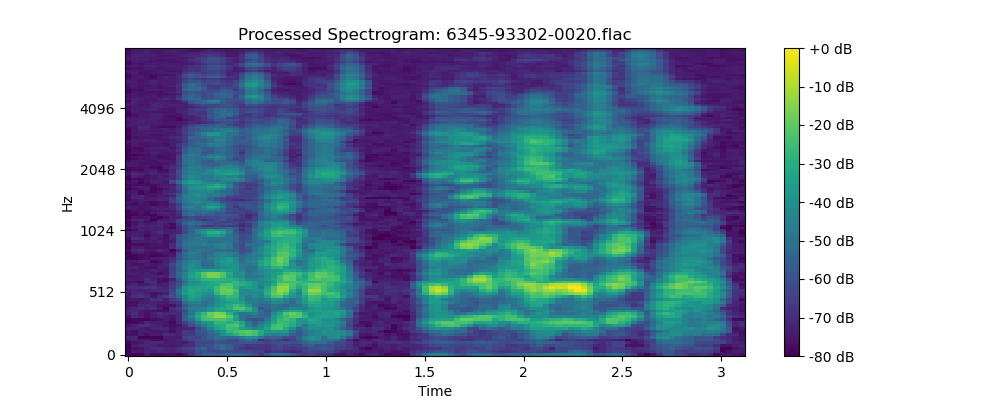 Processed Spectrogram: 6345-93302-0020.flac
Hz
4096
2048
1024
512
0
0
0.5
1
1.5
2
2.5
3
Time
+0 dB
-10 dB
-20 dB
-30 dB
-40 dB
-50 dB
-60 dB
-70 dB
-80 dB